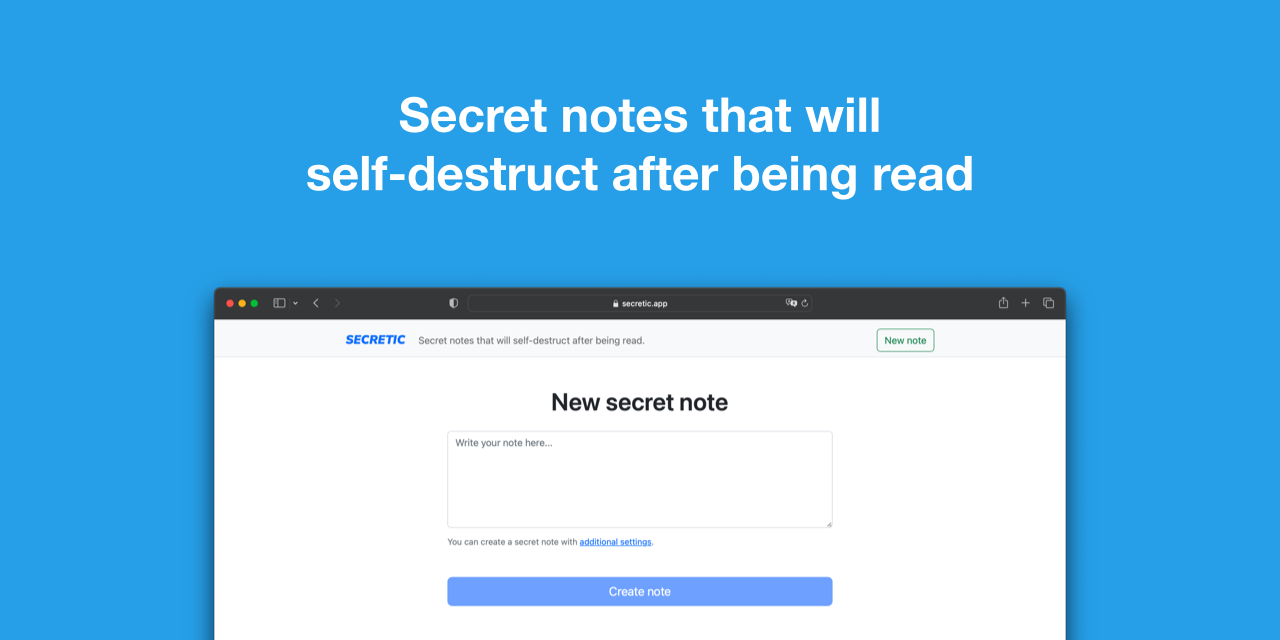 Secret notes that will
self-destruct after being read
secretic.app
SECRETIC Secret notes that will self-destruct after being read. New note
New secret note
Write your note here...
You can create a secret note with additional settings.
Create note